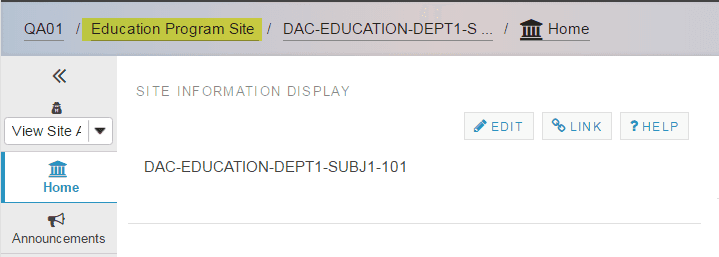 QA01 / Education Program Site / DAC-EDUCATION-DEPT1-S ... / Home
SITE INFORMATION DISPLAY
View Site A
EDIT LINK ? HELP
DAC-EDUCATION-DEPT1-SUBJ1-101
Home
Announcements